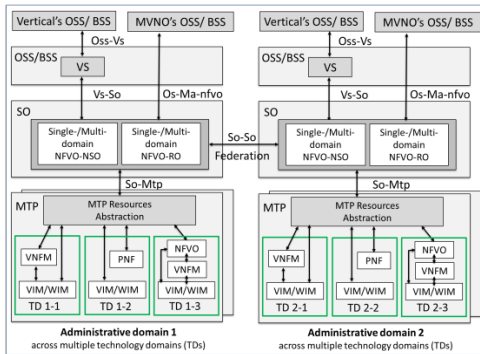 Vertical's OSS/ BSS
MVNO's OSS/ BSS
Oss-Vs
OSS/BSS
VS
Vs-So
Os-Ma-nfvo
SO
Single-/Multi-
domain
NFVO-NSO
Single-/Multi-
domain
NFVO-RO
So-Mtp
MTP
MTP Resources
Abstraction
VNFM
VIM/WIM
TD 1-1
PNF
VIM/WIM
TD 1-2
NFVO
VNFM
VIM/WIM
TD 1-3
Administrative domain 1
across multiple technology domains (TDs)
So-So
Federation
Vertical's OSS/ BSS
MVNO's OSS/ BSS
Oss-Vs
OSS/BSS
VS
Vs-So
Os-Ma-nfvo
SO
Single-/Multi-
domain
NFVO-NSO
Single-/Multi-
domain
NFVO-RO
So-Mtp
MTP
MTP Resources
Abstraction
VNFM
VIM/WIM
TD 2-1
PNF
VIM/WIM
TD 2-2
NFVO
VNFM
VIM/WIM
TD 2-3
Administrative domain 2
across multiple technology domains (TDs)